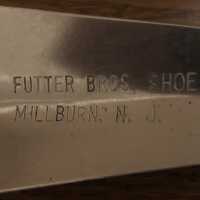 FUTTER BROS. SHOE
MILLBURN, N. J.